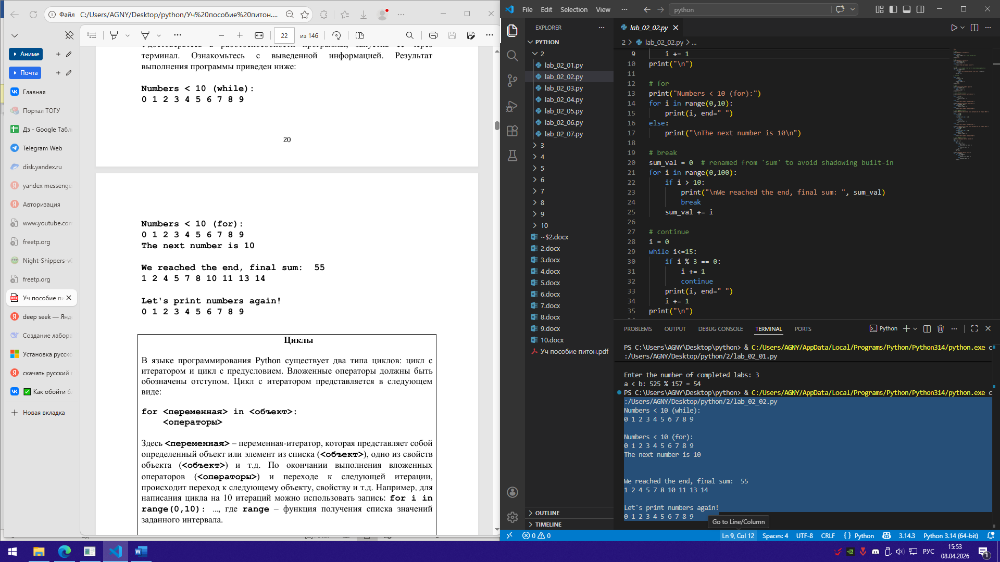 Файл
C:/Users/AGNY/Desktop/python/Уч%20пособие%20питон....
22
из 146
Аниме
Почта
Главная
Портал ТОГУ
Дз - Google Табл
Telegram Web
disk.yandex.ru
yandex messenge
Авторизация
www.youtube.com
freetp.org
Night-Shippers-v0
freetp.org
Уч пособие пи
deep seek — Янд
Создание лабора
Установка русско
скачать русский
Как обойти б
Новая вкладка
терминал. Ознакомьтесь с выведенной информацией. Результат
выполнения программы приведен ниже:
Numbers < 10 (while):
0 1 2 3 4 5 6 7 8 9
20
Numbers < 10 (for):
0 1 2 3 4 5 6 7 8 9
The next number is 10
We reached the end, final sum:  55
1 2 4 5 7 8 10 11 13 14
Let's print numbers again!
0 1 2 3 4 5 6 7 8 9
Циклы
В языке программирования Python существует два типа циклов: цикл с
итератором и цикл с предусловием. Вложенные операторы должны быть
обозначены отступом. Цикл с итератором представляется в следующем
виде:
for <переменная> in <объект>:
    <операторы>
Здесь <переменная> – переменная-итератор, которая представляет собой
определенный объект или элемент из списка (<объект>), одно из свойств
объекта (<объект>) и т.д. По окончании выполнения вложенных
операторов (<операторы>) и переходе к следующей итерации,
происходит переход к следующему объекту, свойству и т.д. Например, для
написания цикла на 10 итераций можно использовать запись: for i in
range(0,10): …, где range – функция получения списка значений
заданного интервала.
File Edit Selection View ···
python
EXPLORER
PYTHON
2
lab_02_01.py
lab_02_02.py
lab_02_03.py
lab_02_04.py
lab_02_05.py
lab_02_06.py
lab_02_07.py
3
4
5
6
7
8
9
10
~$2.docx
2.docx
3.docx
4.docx
5.docx
6.docx
7.docx
8.docx
9.docx
10.docx
Уч пособие питон.pdf
OUTLINE
TIMELINE
lab_02_02.py
2 > lab_02_02.py > ...
9         i += 1
10    print("\n")
11
12    # for
13    print("Numbers < 10 (for):")
14    for i in range(0,10):
15        print(i, end=" ")
16    else:
17        print("\nThe next number is 10\n")
18
19    # break
20    sum_val = 0  # renamed from 'sum' to avoid shadowing built-in
21    for i in range(0,100):
22        if i > 10:
23            print("\nWe reached the end, final sum: ", sum_val)
24            break
25        sum_val += i
26
27    # continue
28    i = 0
29    while i<=15:
30        if i % 3 == 0:
31            i += 1
32            continue
33        print(i, end=" ")
34        i += 1
35    print("\n")
PROBLEMS OUTPUT DEBUG CONSOLE TERMINAL PORTS
Python
PS C:\Users\AGNY\Desktop\python> & C:/Users/AGNY/AppData/Local/Programs/Python/Python314/python.exe c
:/Users/AGNY/Desktop/python/2/lab_02_01.py
Enter the number of completed labs: 3
a < b: 525 % 157 = 54
PS C:\Users\AGNY\Desktop\python> & C:/Users/AGNY/AppData/Local/Programs/Python/Python314/python.exe c
:/Users/AGNY/Desktop/python/2/lab_02_02.py
Numbers < 10 (while):
0 1 2 3 4 5 6 7 8 9
Numbers < 10 (for):
0 1 2 3 4 5 6 7 8 9
The next number is 10
We reached the end, final sum:  55
1 2 4 5 7 8 10 11 13 14
Let's print numbers again!
0 1 2 3 4 5 6 7 8 9
Go to Line/Column
0 0
Ln 9, Col 12 Spaces: 4 UTF-8 CRLF { } Python 3.14.3 Python 3.14 (64-bit)
РУС
15:53
08.04.2026
1